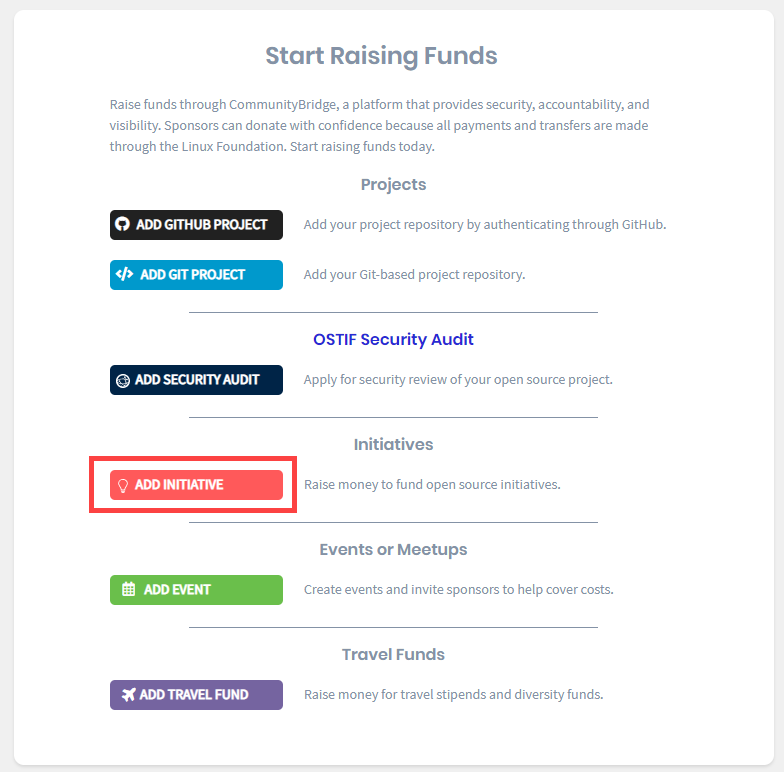 Start Raising Funds
Raise funds through CommunityBridge, a platform that provides security, accountability, and
visibility. Sponsors can donate with confidence because all payments and transfers are made
through the Linux Foundation. Start raising funds today.
Projects
ADD GITHUB PROJECT Add your project repository by authenticating through GitHub.
ADD GIT PROJECT Add your Git-based project repository.
OSTIF Security Audit
ADD SECURITY AUDIT Apply for security review of your open source project.
Initiatives
ADD INITIATIVE Raise money to fund open source initiatives.
Events or Meetups
ADD EVENT Create events and invite sponsors to help cover costs.
Travel Funds
ADD TRAVEL FUND Raise money for travel stipends and diversity funds.